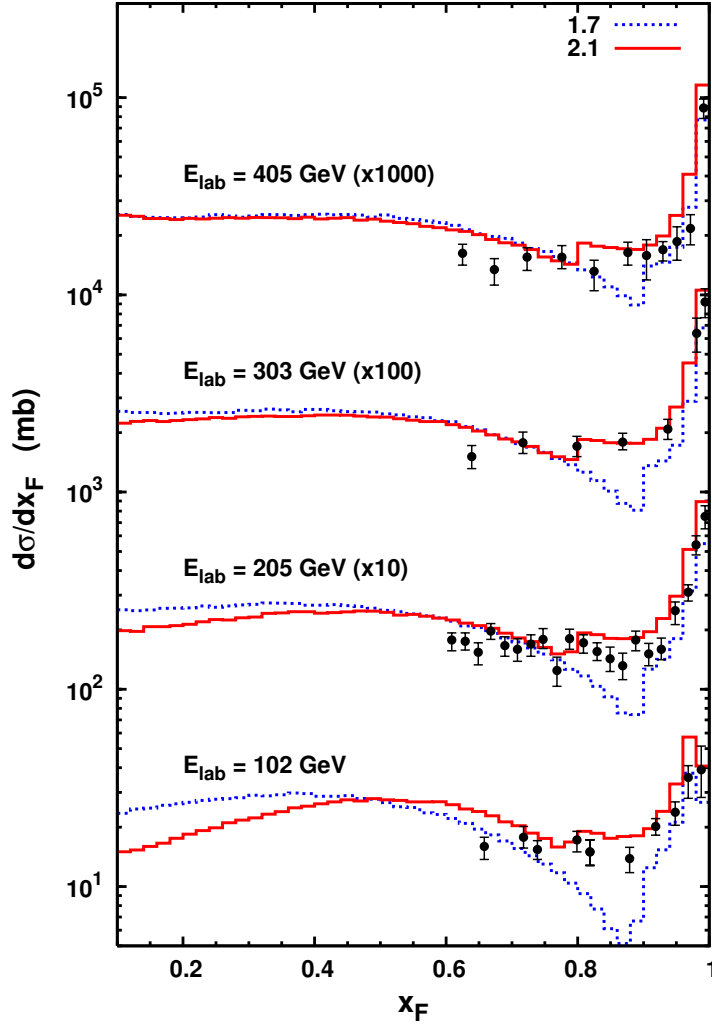 1.7
2.1
10^5
E_lab = 405 GeV (x1000)
10^4
E_lab = 303 GeV (x100)
dσ/dx_F (mb)
10^3
E_lab = 205 GeV (x10)
10^2
E_lab = 102 GeV
10^1
0.2 0.4 0.6 0.8 1
x_F